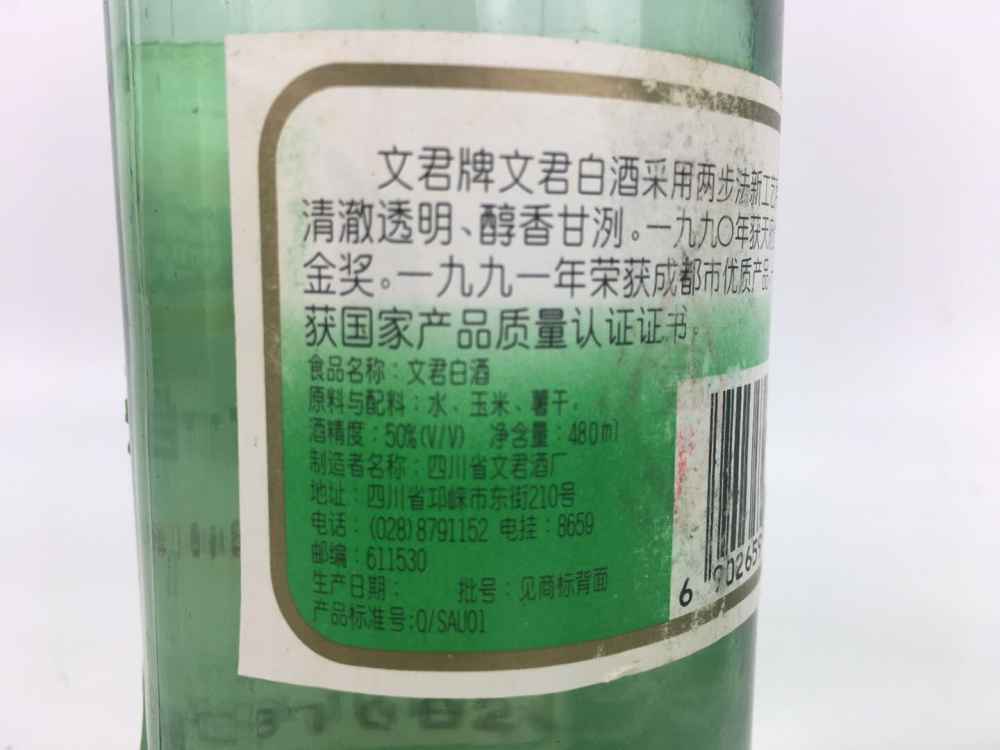 文君牌文君白酒采用两步法新工艺
清澈透明、醇香甘洌。一九九〇年获天
金奖。一九九一年荣获成都市优质产品
获国家产品质量认证证书。
食品名称：文君白酒
原料与配料：水、玉米、薯干。
酒精度：50%(V/V) 净含量：480ml
制造者名称：四川省文君酒厂
地址：四川省邛崃市东街210号
电话：(028)8791152 电挂：8659
邮编：611530
生产日期： 批号：见商标背面
产品标准号：Q/SAU01
6 902659